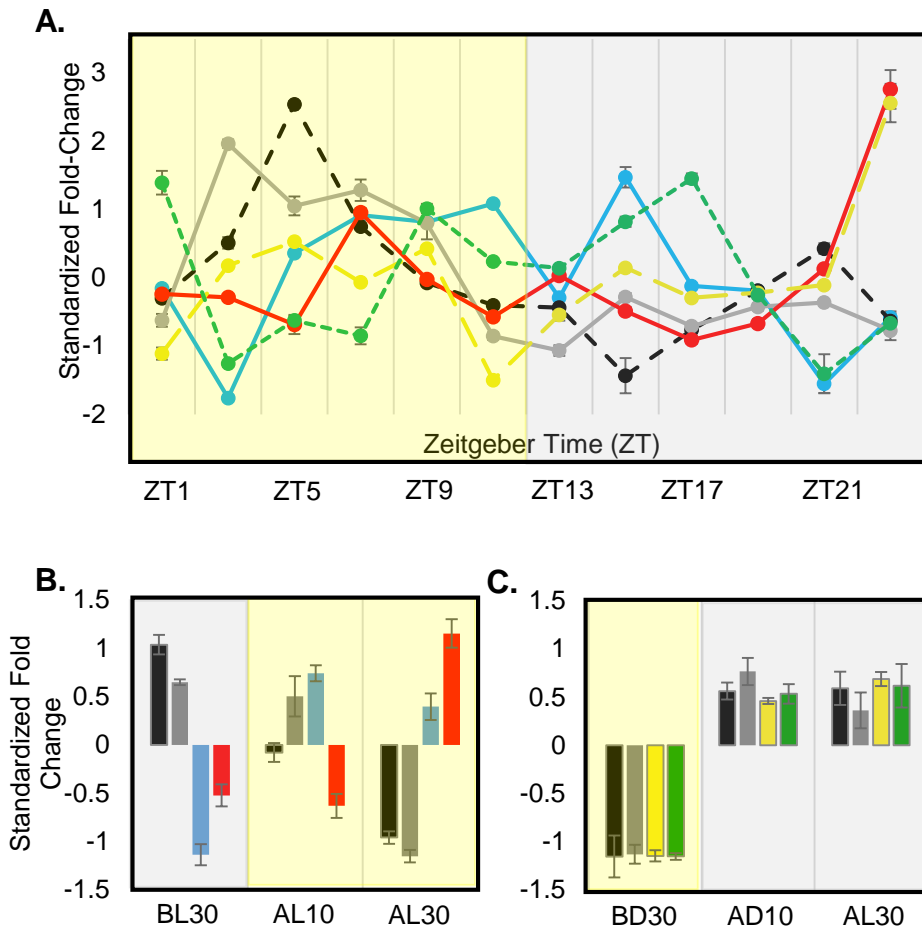 A.
Standardized Fold-Change
3
2
1
0
-1
-2
Zeitgeber Time (ZT)
ZT1 ZT5 ZT9 ZT13 ZT17 ZT21
B.
Standardized Fold
Change
1.5
1
0.5
0
-0.5
-1
-1.5
BL30 AL10 AL30
C.
1.5
1
0.5
0
-0.5
-1
-1.5
BD30 AD10 AL30